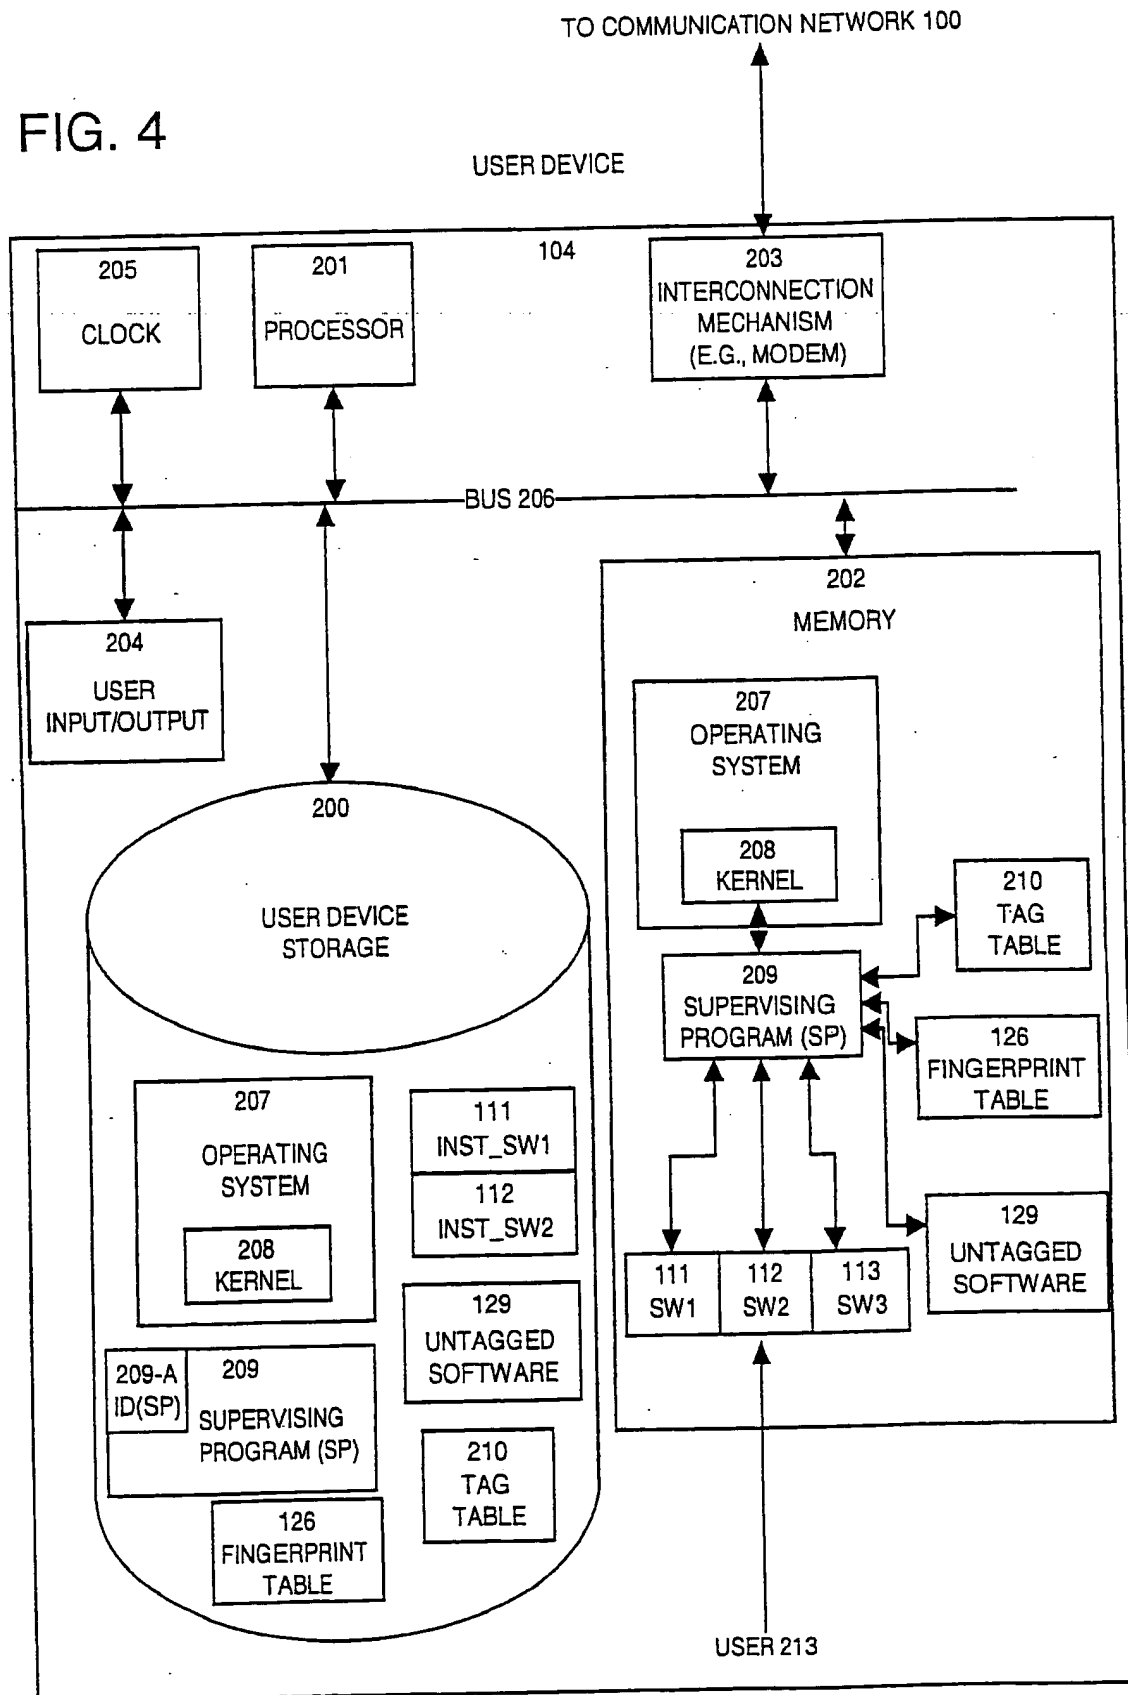 TO COMMUNICATION NETWORK 100
FIG. 4
USER DEVICE
104
205
CLOCK
201
PROCESSOR
203
INTERCONNECTION
MECHANISM
(E.G., MODEM)
BUS 206
204
USER
INPUT/OUTPUT
200
USER DEVICE
STORAGE
207
OPERATING
SYSTEM
208
KERNEL
111
INST_SW1
112
INST_SW2
129
UNTAGGED
SOFTWARE
209-A
ID(SP)
209
SUPERVISING
PROGRAM (SP)
210
TAG
TABLE
126
FINGERPRINT
TABLE
202
MEMORY
207
OPERATING
SYSTEM
208
KERNEL
209
SUPERVISING
PROGRAM (SP)
210
TAG
TABLE
126
FINGERPRINT
TABLE
129
UNTAGGED
SOFTWARE
111
SW1
112
SW2
113
SW3
USER 213